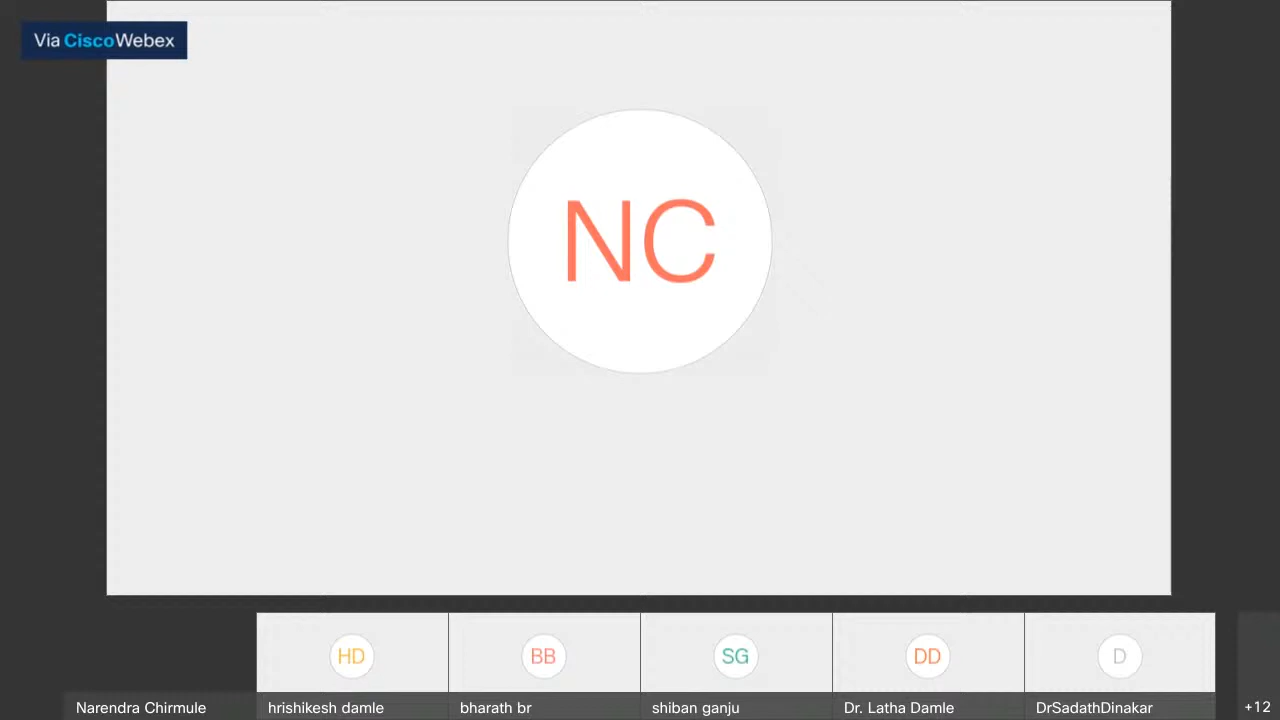 Via CiscoWebex
NC
HD
BB
SG
DD
D
Narendra Chirmule
hrishikesh damle
bharath br
shiban ganju
Dr. Latha Damle
DrSadathDinakar
+12